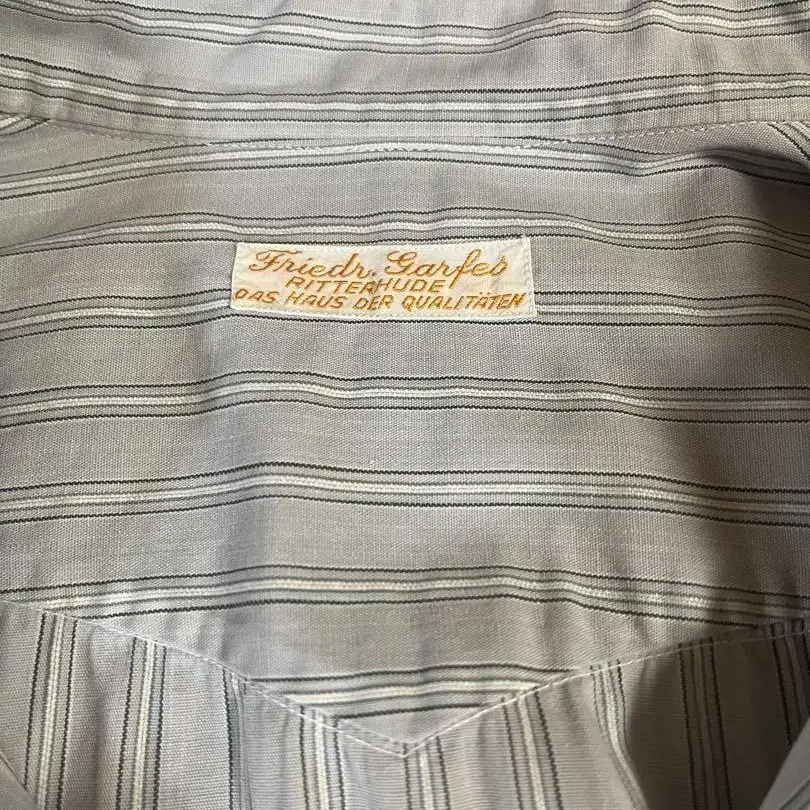 Friedr. Garfes
RITTERHUDE
DAS HAUS DER QUALITÄTEN